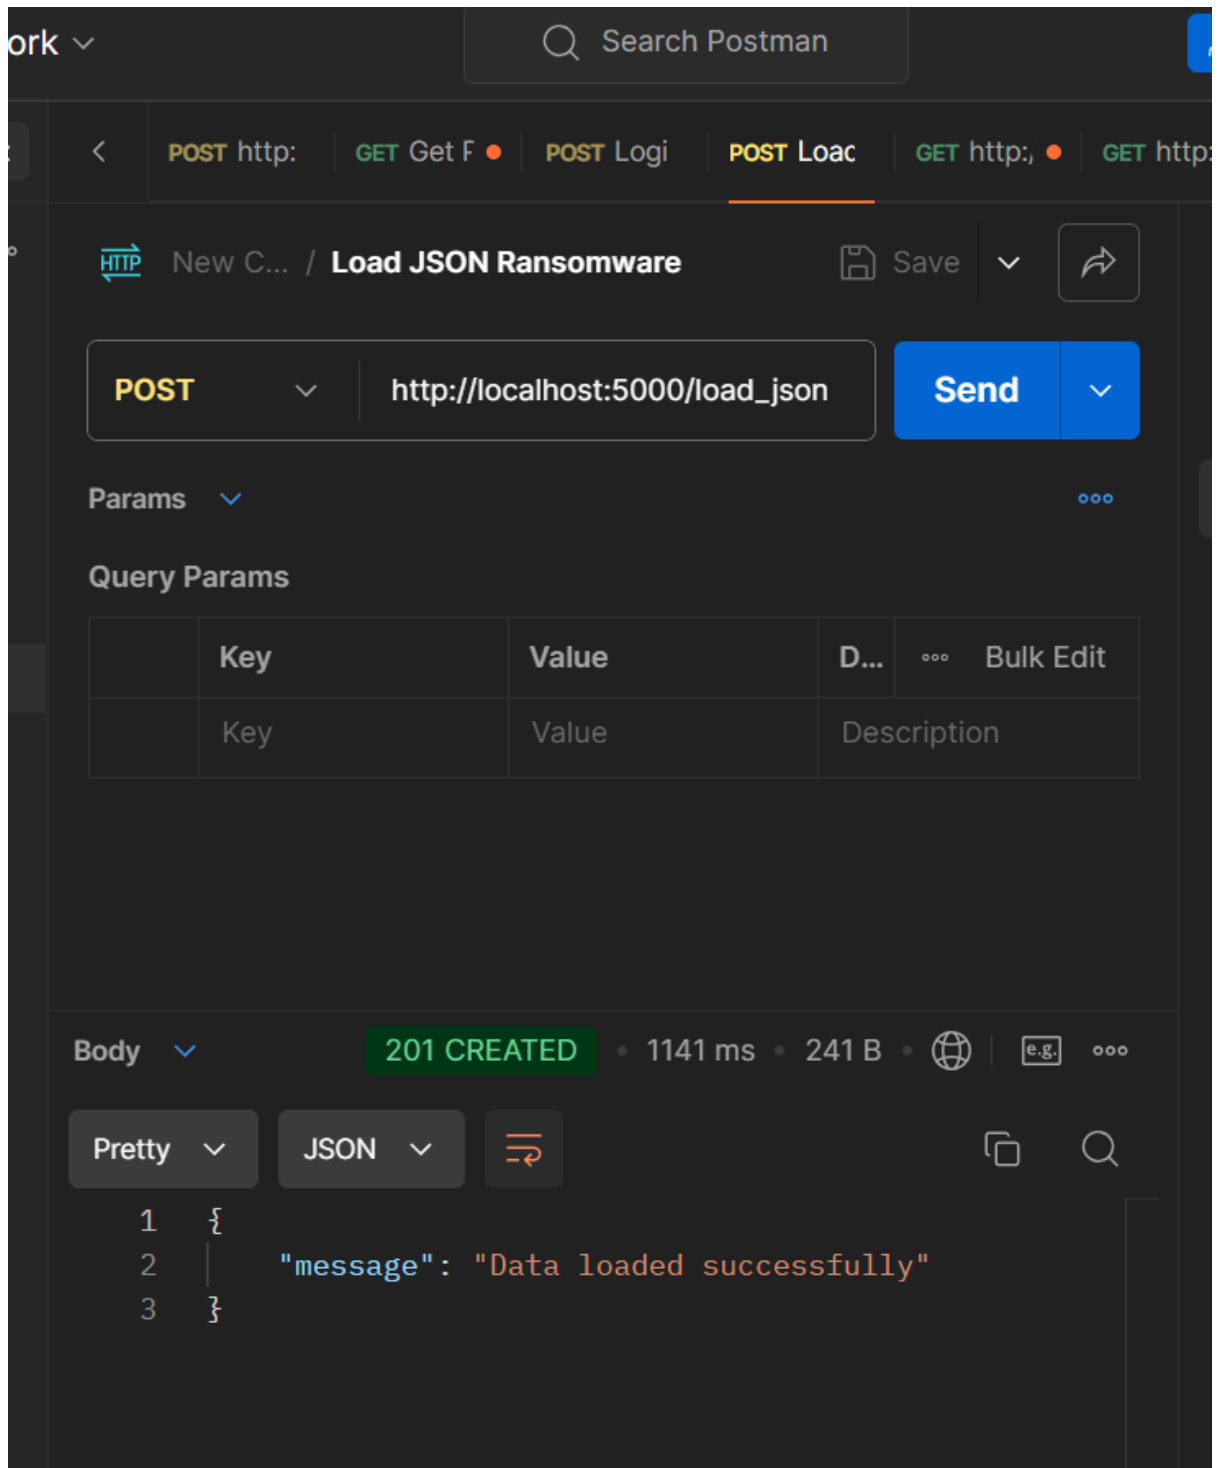 ork
Search Postman
POST http:
GET Get
POST Logi
POST Load
GET http:/
GET http:
HTTP New C... / Load JSON Ransomware
Save
POST
http://localhost:5000/load_json
Send
Params
Query Params
Key Value D... Bulk Edit
Key Value Description
Body
201 CREATED • 1141 ms • 241 B
e.g.
Pretty
JSON
1 {
2 "message": "Data loaded successfully"
3 }